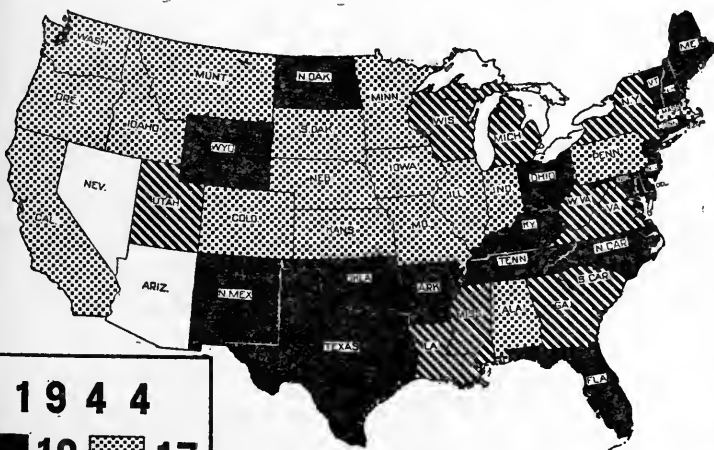 WASH.
MONT.
N DAK
MINN
ORE
IDAHO
S DAK
WIS
MICH
N.Y.
VT
ME
WYO
IOWA
PENN
NEV.
UTAH
NEB
ILL
IND
OHIO
W VA
VA
CAL
COLO
KANS
MO
KY
ARIZ.
N MEX
OKLA
ARK
TENN
N CAR
S CAR
TEXAS
LA
MISS
ALA
GA
FLA
1944
18 17